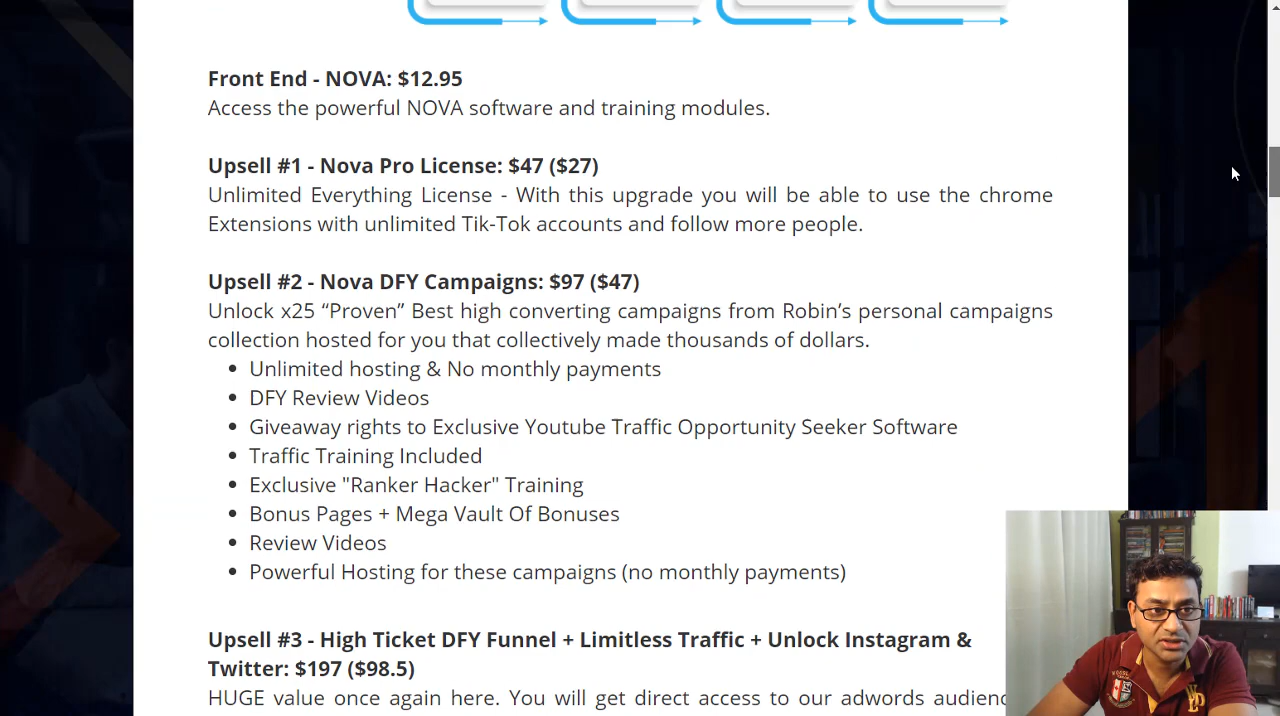 Front End - NOVA: $12.95
Access the powerful NOVA software and training modules.
Upsell #1 - Nova Pro License: $47 ($27)
Unlimited Everything License - With this upgrade you will be able to use the chrome
Extensions with unlimited Tik-Tok accounts and follow more people.
Upsell #2 - Nova DFY Campaigns: $97 ($47)
Unlock x25 “Proven” Best high converting campaigns from Robin’s personal campaigns
collection hosted for you that collectively made thousands of dollars.
• Unlimited hosting & No monthly payments
• DFY Review Videos
• Giveaway rights to Exclusive Youtube Traffic Opportunity Seeker Software
• Traffic Training Included
• Exclusive "Ranker Hacker" Training
• Bonus Pages + Mega Vault Of Bonuses
• Review Videos
• Powerful Hosting for these campaigns (no monthly payments)
Upsell #3 - High Ticket DFY Funnel + Limitless Traffic + Unlock Instagram &
Twitter: $197 ($98.5)
HUGE value once again here. You will get direct access to our adwords